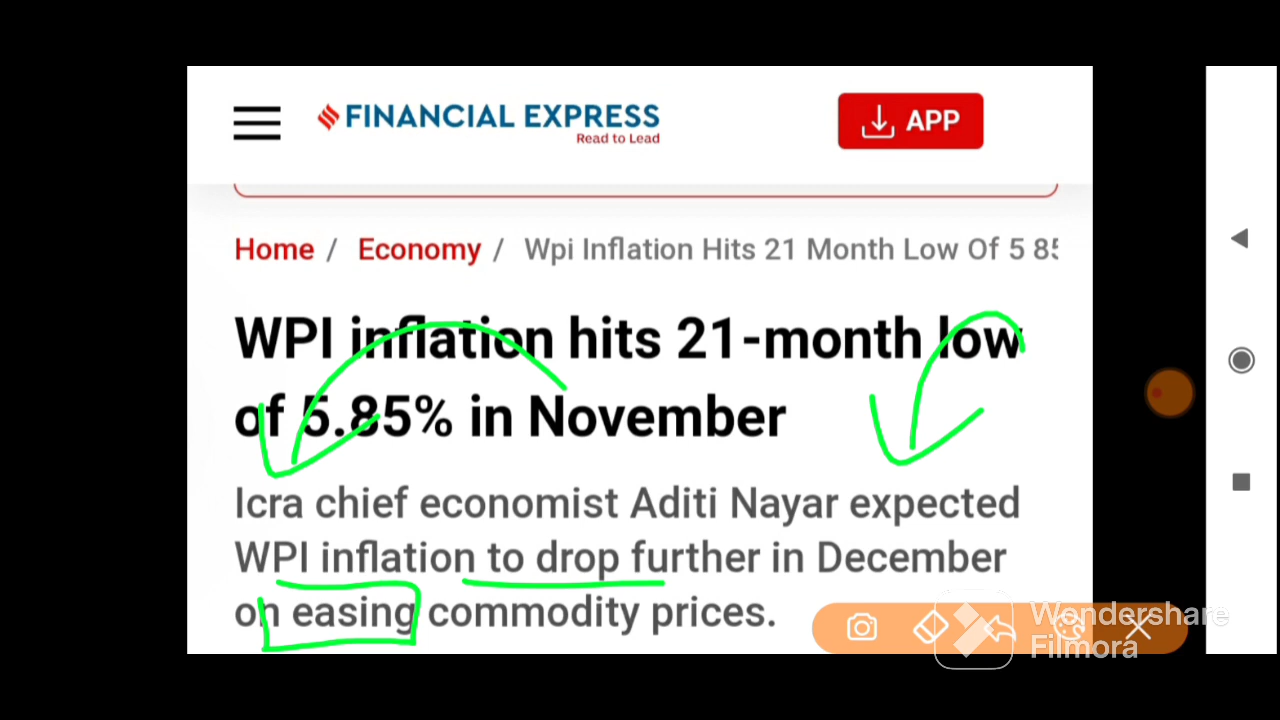 FINANCIAL EXPRESS
Read to Lead
APP
Home / Economy / Wpi Inflation Hits 21 Month Low Of 5 85
WPI inflation hits 21-month low
of 5.85% in November
Icra chief economist Aditi Nayar expected
WPI inflation to drop further in December
on easing commodity prices.
Wondershare
Filmora